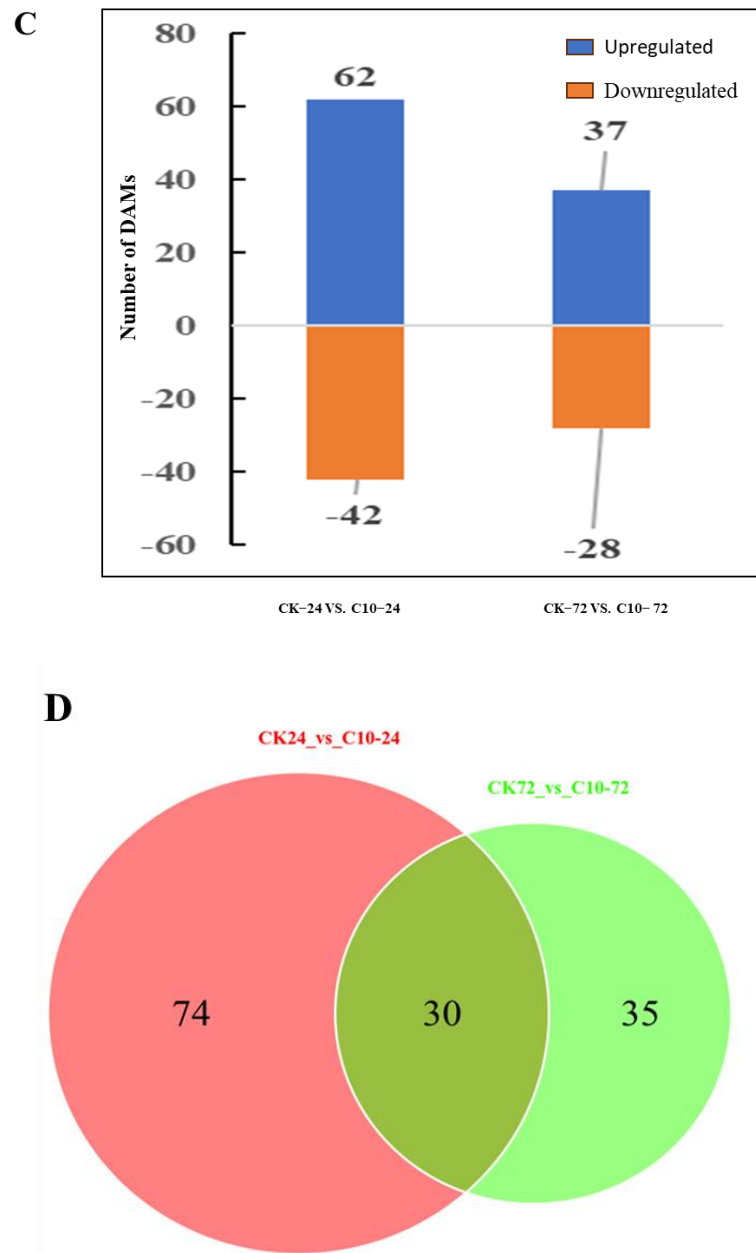 C
80
60
40
20
0
-20
-40
-60
Number of DAMs
Upregulated
Downregulated
62
37
-42
-28
CK−24 VS. C10−24
CK−72 VS. C10− 72
D
CK24_vs_C10-24
CK72_vs_C10-72
74
30
35